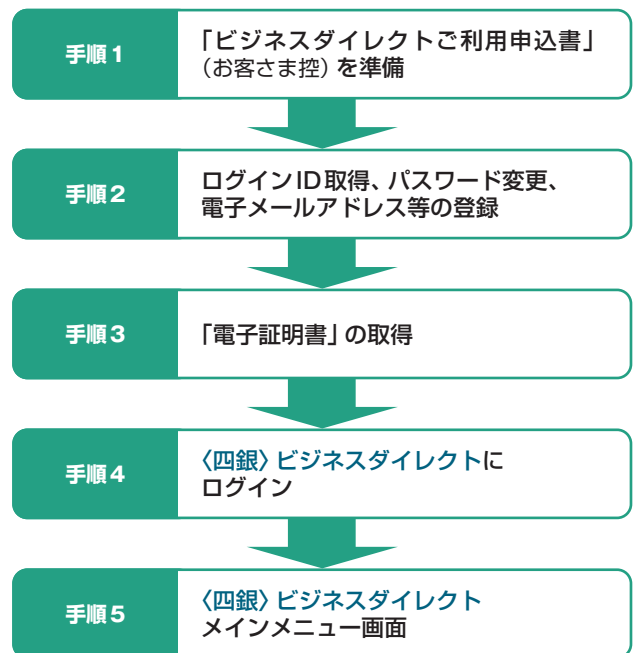 手順1
「ビジネスダイレクトご利用申込書」
（お客さま控）を準備
手順2
ログインID取得、パスワード変更、
電子メールアドレス等の登録
手順3
「電子証明書」の取得
手順4
〈四銀〉ビジネスダイレクトに
ログイン
手順5
〈四銀〉ビジネスダイレクト
メインメニュー画面